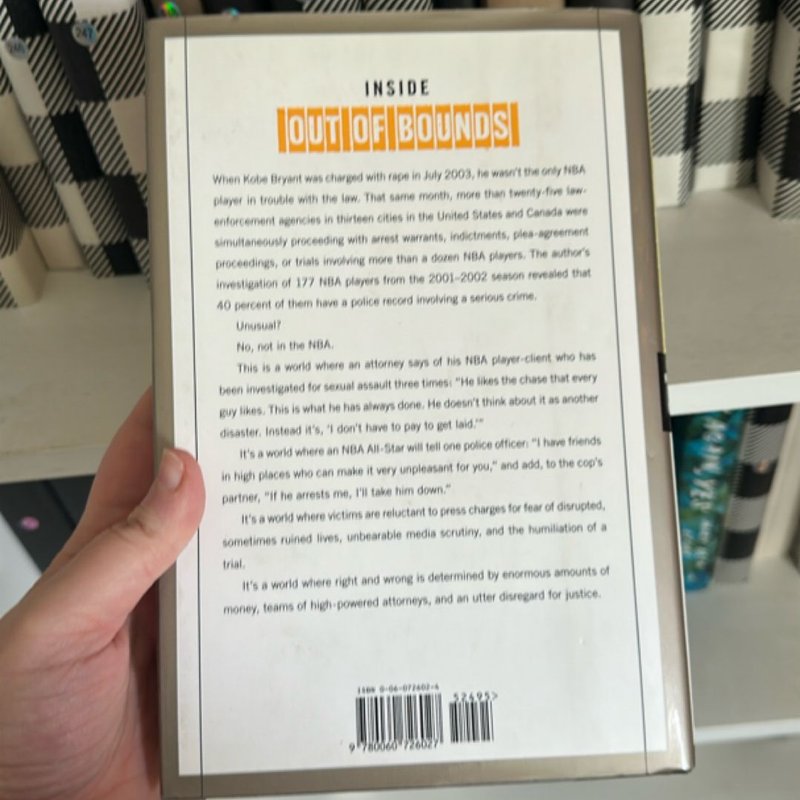 246
247
INSIDE
OUT OF BOUNDS
When Kobe Bryant was charged with rape in July 2003, he wasn't the only NBA
player in trouble with the law. That same month, more than twenty-five law-
enforcement agencies in thirteen cities in the United States and Canada were
simultaneously proceeding with arrest warrants, indictments, plea-agreement
proceedings, or trials involving more than a dozen NBA players. The author's
investigation of 177 NBA players from the 2001–2002 season revealed that
40 percent of them have a police record involving a serious crime.
Unusual?
No, not in the NBA.
This is a world where an attorney says of his NBA player-client who has
been investigated for sexual assault three times: "He likes the chase that every
guy likes. This is what he has always done. He doesn't think about it as another
disaster. Instead it's, 'I don't have to pay to get laid.'"
It's a world where an NBA All-Star will tell one police officer: "I have friends
in high places who can make it very unpleasant for you," and add, to the cop's
partner, "If he arrests me, I'll take him down."
It's a world where victims are reluctant to press charges for fear of disrupted,
sometimes ruined lives, unbearable media scrutiny, and the humiliation of a
trial.
It's a world where right and wrong is determined by enormous amounts of
money, teams of high-powered attorneys, and an utter disregard for justice.
ISBN 0-06-072602-4
52495>
9 780060 726027